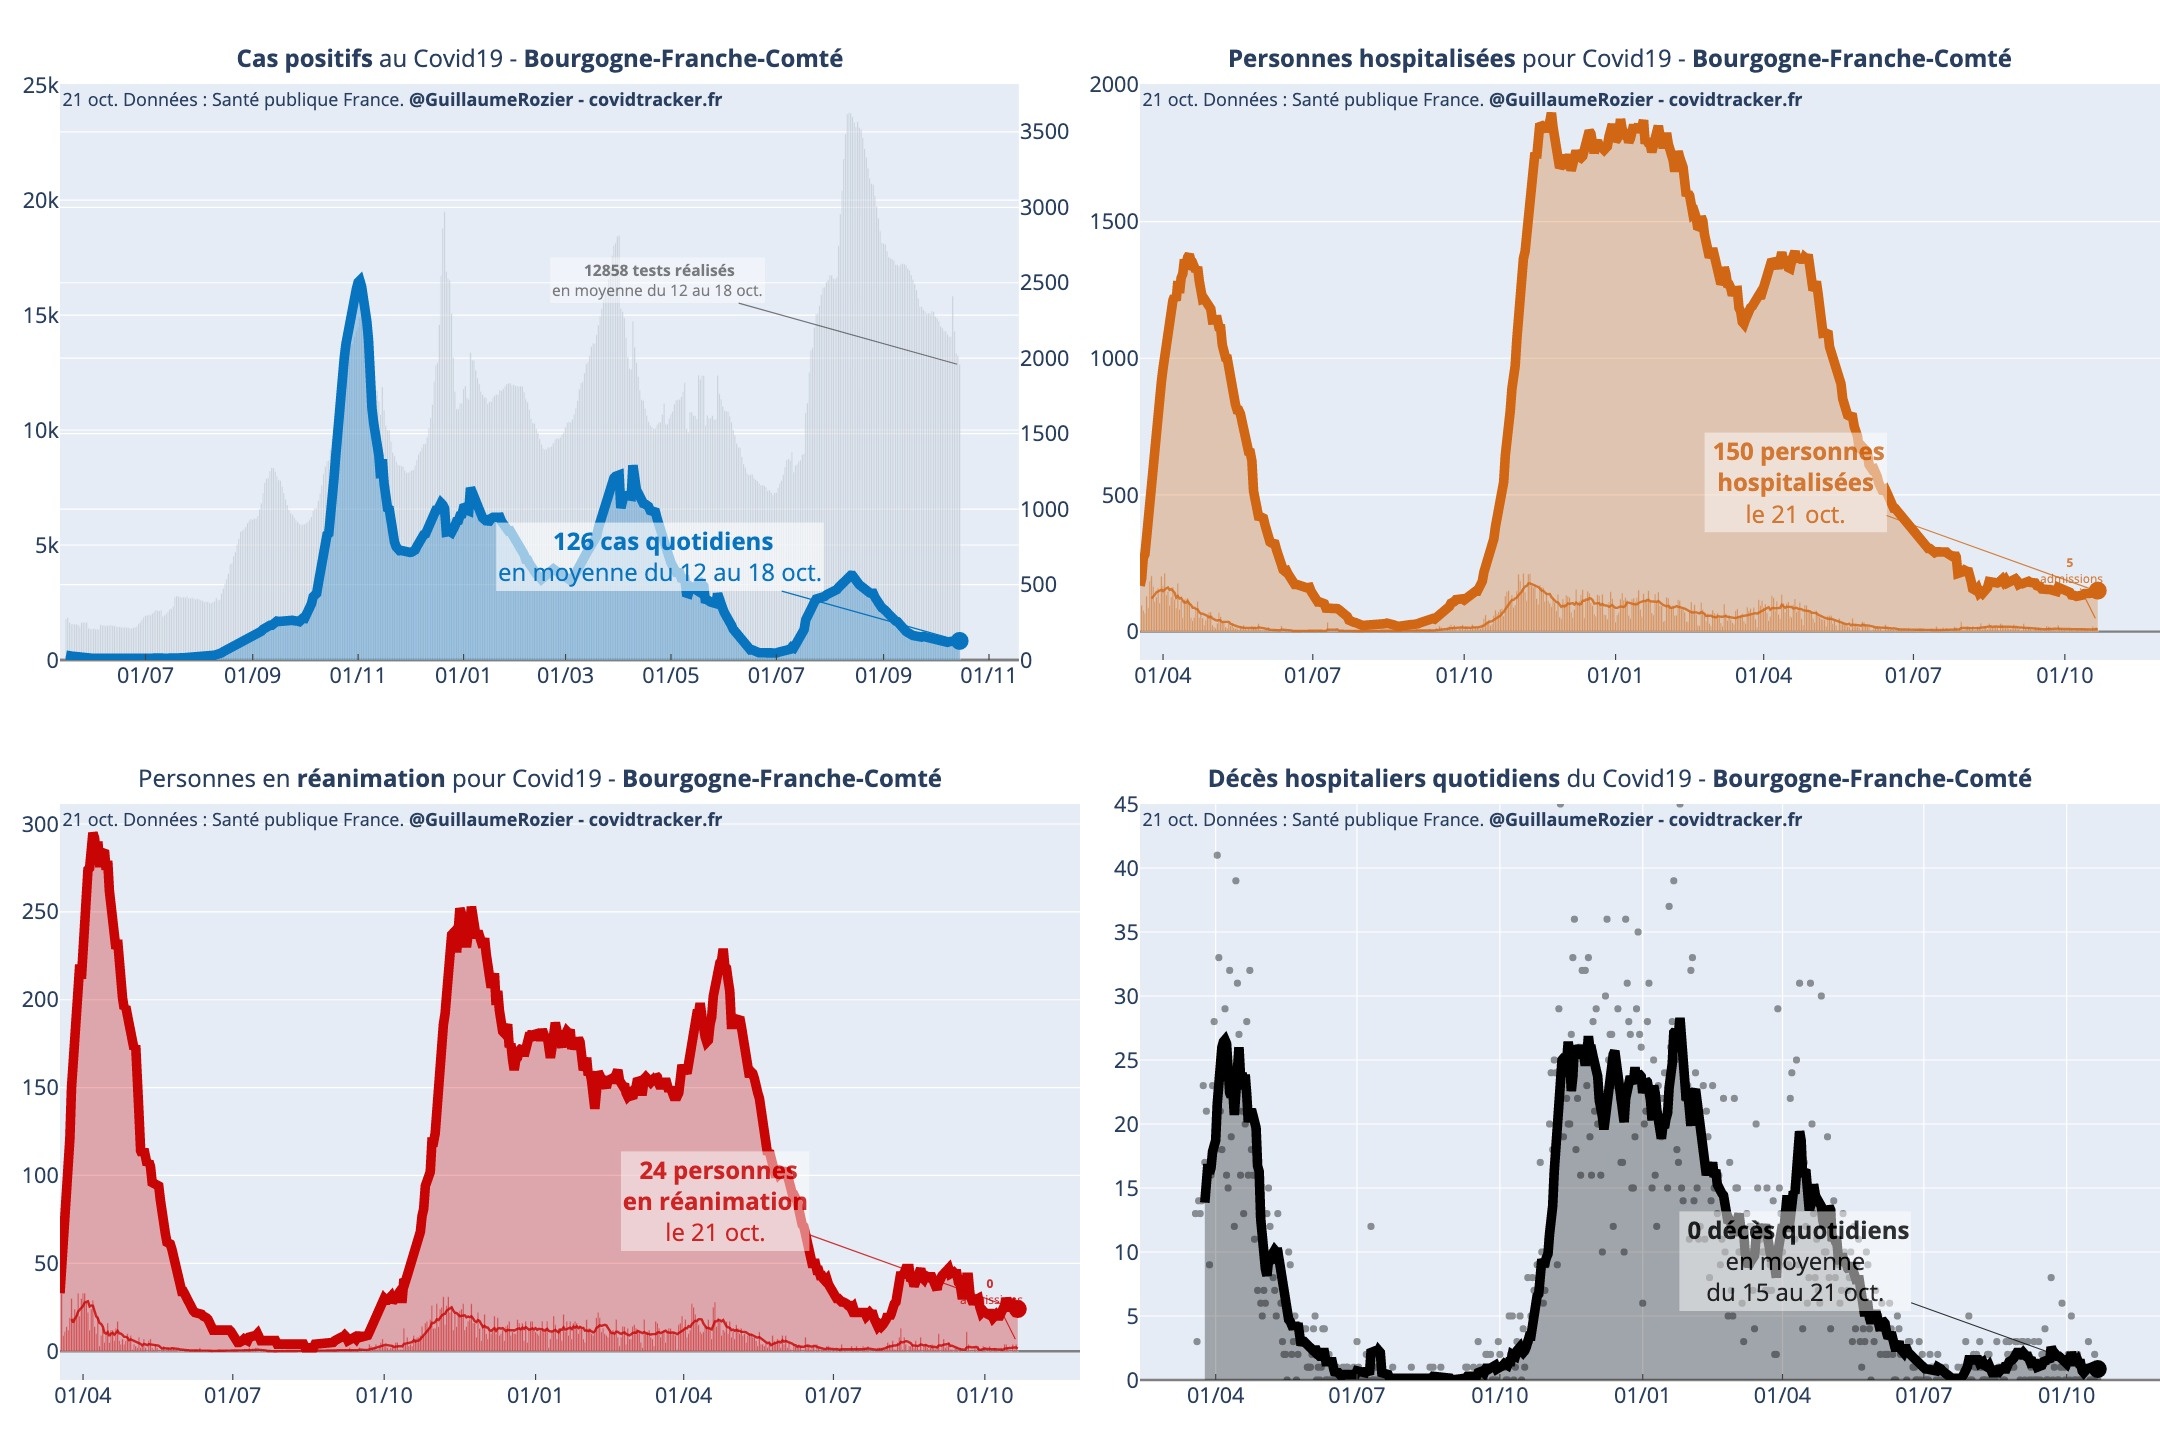 Cas positifs au Covid19 - Bourgogne-Franche-Comté
21 oct. Données : Santé publique France. @GuillaumeRozier - covidtracker.fr
25k
20k
15k
10k
5k
0
3500
3000
2500
2000
1500
1000
500
0
12858 tests réalisés
en moyenne du 12 au 18 oct.
126 cas quotidiens
en moyenne du 12 au 18 oct.
01/07 01/09 01/11 01/01 01/03 01/05 01/07 01/09 01/11
Personnes hospitalisées pour Covid19 - Bourgogne-Franche-Comté
21 oct. Données : Santé publique France. @GuillaumeRozier - covidtracker.fr
2000
1500
1000
500
0
150 personnes
hospitalisées
le 21 oct.
5
admissions
01/04 01/07 01/10 01/01 01/04 01/07 01/10
Personnes en réanimation pour Covid19 - Bourgogne-Franche-Comté
21 oct. Données : Santé publique France. @GuillaumeRozier - covidtracker.fr
300
250
200
150
100
50
0
24 personnes
en réanimation
le 21 oct.
0
admissions
01/04 01/07 01/10 01/01 01/04 01/07 01/10
Décès hospitaliers quotidiens du Covid19 - Bourgogne-Franche-Comté
21 oct. Données : Santé publique France. @GuillaumeRozier - covidtracker.fr
45
40
35
30
25
20
15
10
5
0
0 décès quotidiens
en moyenne
du 15 au 21 oct.
01/04 01/07 01/10 01/01 01/04 01/07 01/10